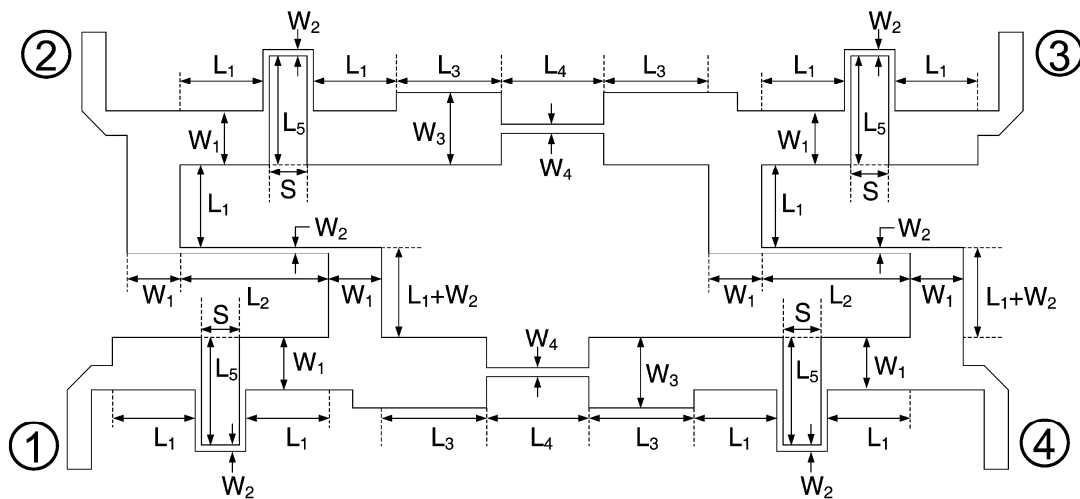 W₂ W₂
② ③
L₁ L₁ L₃ L₄ L₃ L₁ L₁
W₁ L₅ W₃ W₁ L₅
W₄
S S
L₁ L₁
W₂ W₂
W₁ L₂ W₁ L₁+W₂ W₁ L₂ W₁ L₁+W₂
S S
W₄
L₅ W₁ W₃ L₅ W₁
① L₁ L₁ L₃ L₄ L₃ L₁ L₁ ④
W₂ W₂